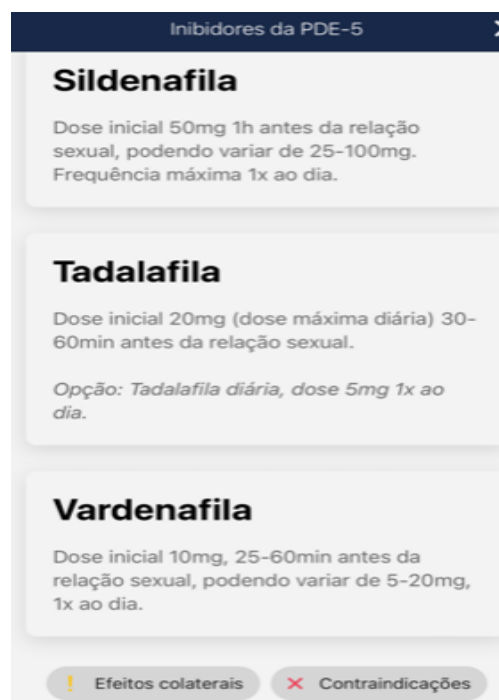 Inibidores da PDE-5
Sildenafila
Dose inicial 50mg 1h antes da relação
sexual, podendo variar de 25-100mg.
Frequência máxima 1x ao dia.
Tadalafila
Dose inicial 20mg (dose máxima diária) 30-
60min antes da relação sexual.
Opção: Tadalafila diária, dose 5mg 1x ao
dia.
Vardenafila
Dose inicial 10mg, 25-60min antes da
relação sexual, podendo variar de 5-20mg,
1x ao dia.
Efeitos colaterais
Contraindicações